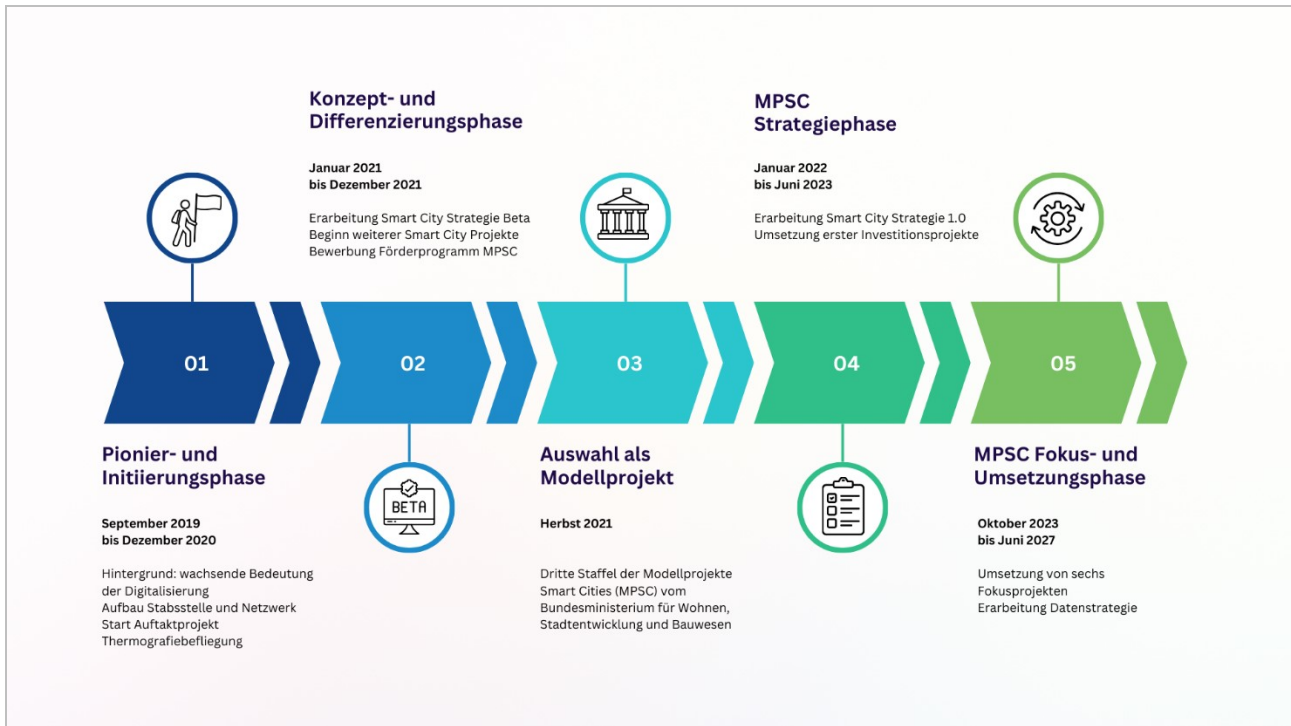 Konzept- und
Differenzierungsphase
Januar 2021
bis Dezember 2021
Erarbeitung Smart City Strategie Beta
Beginn weiterer Smart City Projekte
Bewerbung Förderprogramm MPSC
MPSC
Strategiephase
Januar 2022
bis Juni 2023
Erarbeitung Smart City Strategie 1.0
Umsetzung erster Investitionsprojekte
01
02
03
04
05
Pionier- und
Initiierungsphase
September 2019
bis Dezember 2020
Hintergrund: wachsende Bedeutung
der Digitalisierung
Aufbau Stabsstelle und Netzwerk
Start Auftaktprojekt
Thermografiebefliegung
BETA
Auswahl als
Modellprojekt
Herbst 2021
Dritte Staffel der Modellprojekte
Smart Cities (MPSC) vom
Bundesministerium für Wohnen,
Stadtentwicklung und Bauwesen
MPSC Fokus- und
Umsetzungsphase
Oktober 2023
bis Juni 2027
Umsetzung von sechs
Fokusprojekten
Erarbeitung Datenstrategie